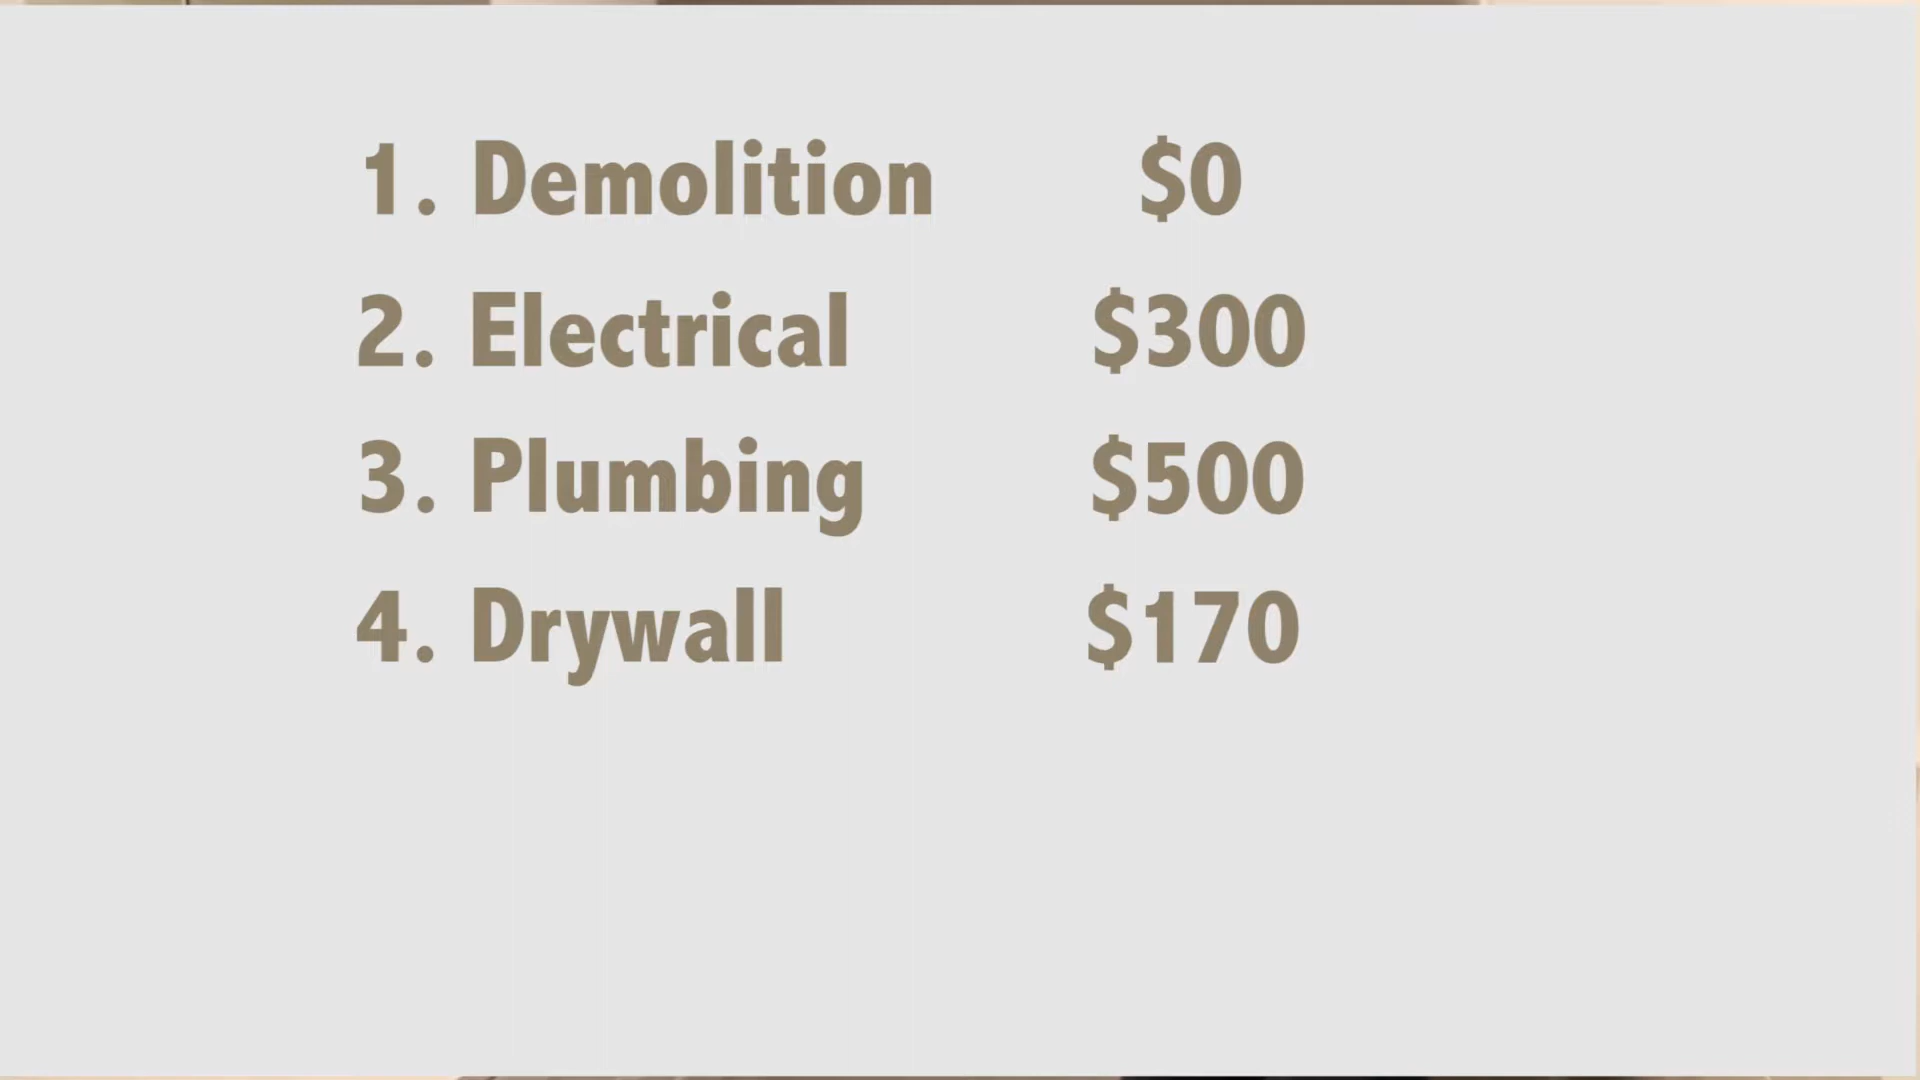 1. Demolition $0
2. Electrical $300
3. Plumbing $500
4. Drywall $170